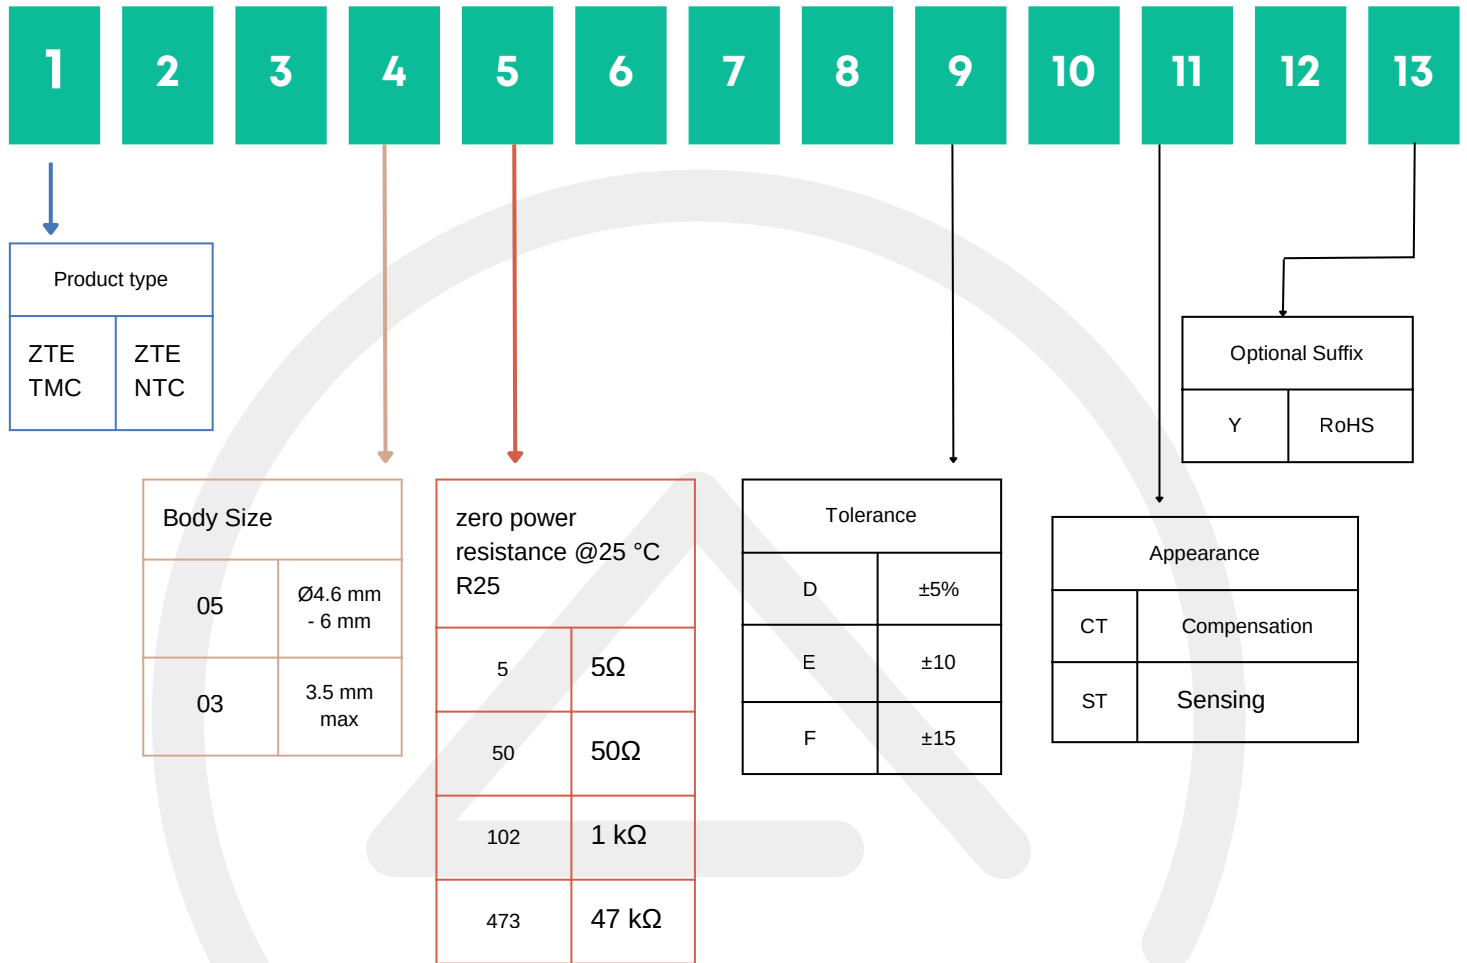 1 2 3 4 5 6 7 8 9 10 11 12 13
Product type
ZTE
TMC
ZTE
NTC
Optional Suffix
Y RoHS
Body Size
05
Ø4.6 mm
- 6 mm
03
3.5 mm
max
zero power
resistance @25 °C
R25
5 5Ω
50 50Ω
102 1 kΩ
473 47 kΩ
Tolerance
D ±5%
E ±10
F ±15
Appearance
CT Compensation
ST Sensing